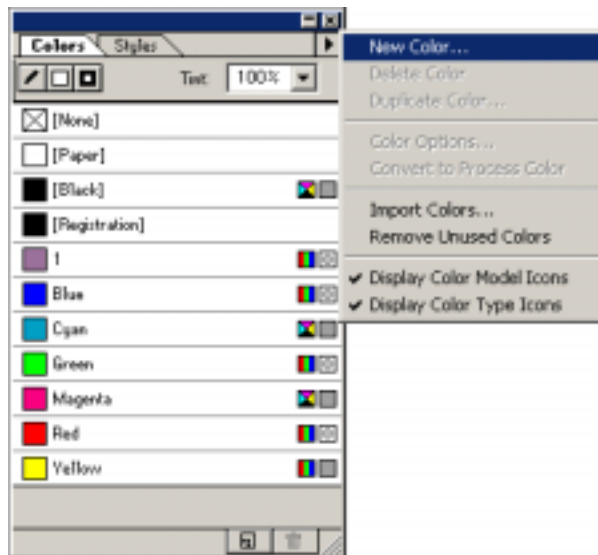 Colors Styles
Tint: 100%
[None]
[Paper]
[Black]
[Registration]
1
Blue
Cyan
Green
Magenta
Red
Yellow
New Color...
Delete Color
Duplicate Color...
Color Options...
Convert to Process Color
Import Colors...
Remove Unused Colors
Display Color Model Icons
Display Color Type Icons